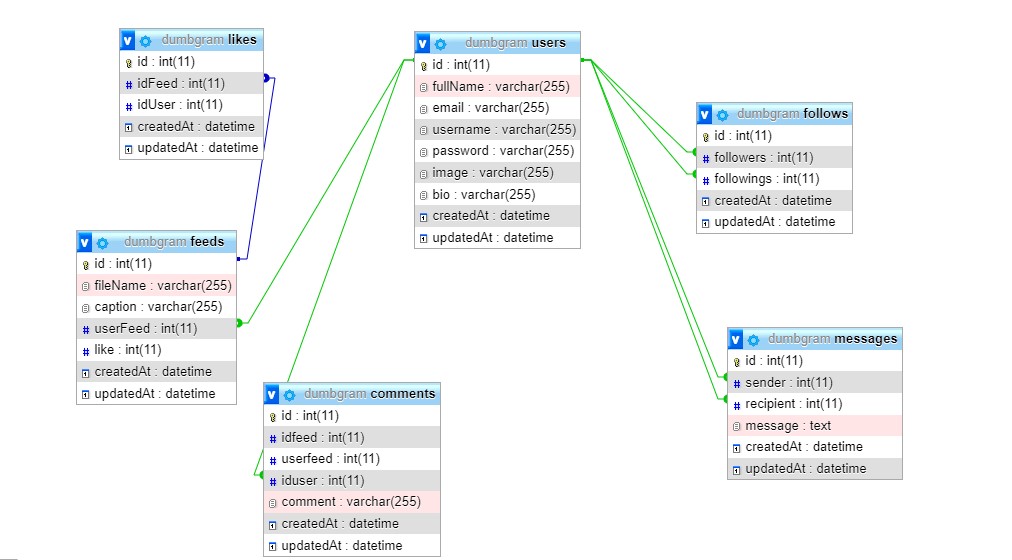 dumbgram likes
id : int(11)
idFeed : int(11)
idUser : int(11)
createdAt : datetime
updatedAt : datetime
dumbgram users
id : int(11)
fullName : varchar(255)
email : varchar(255)
username : varchar(255)
password : varchar(255)
image : varchar(255)
bio : varchar(255)
createdAt : datetime
updatedAt : datetime
dumbgram follows
id : int(11)
followers : int(11)
followings : int(11)
createdAt : datetime
updatedAt : datetime
dumbgram feeds
id : int(11)
fileName : varchar(255)
caption : varchar(255)
userFeed : int(11)
like : int(11)
createdAt : datetime
updatedAt : datetime
dumbgram comments
id : int(11)
idfeed : int(11)
userfeed : int(11)
iduser : int(11)
comment : varchar(255)
createdAt : datetime
updatedAt : datetime
dumbgram messages
id : int(11)
sender : int(11)
recipient : int(11)
message : text
createdAt : datetime
updatedAt : datetime